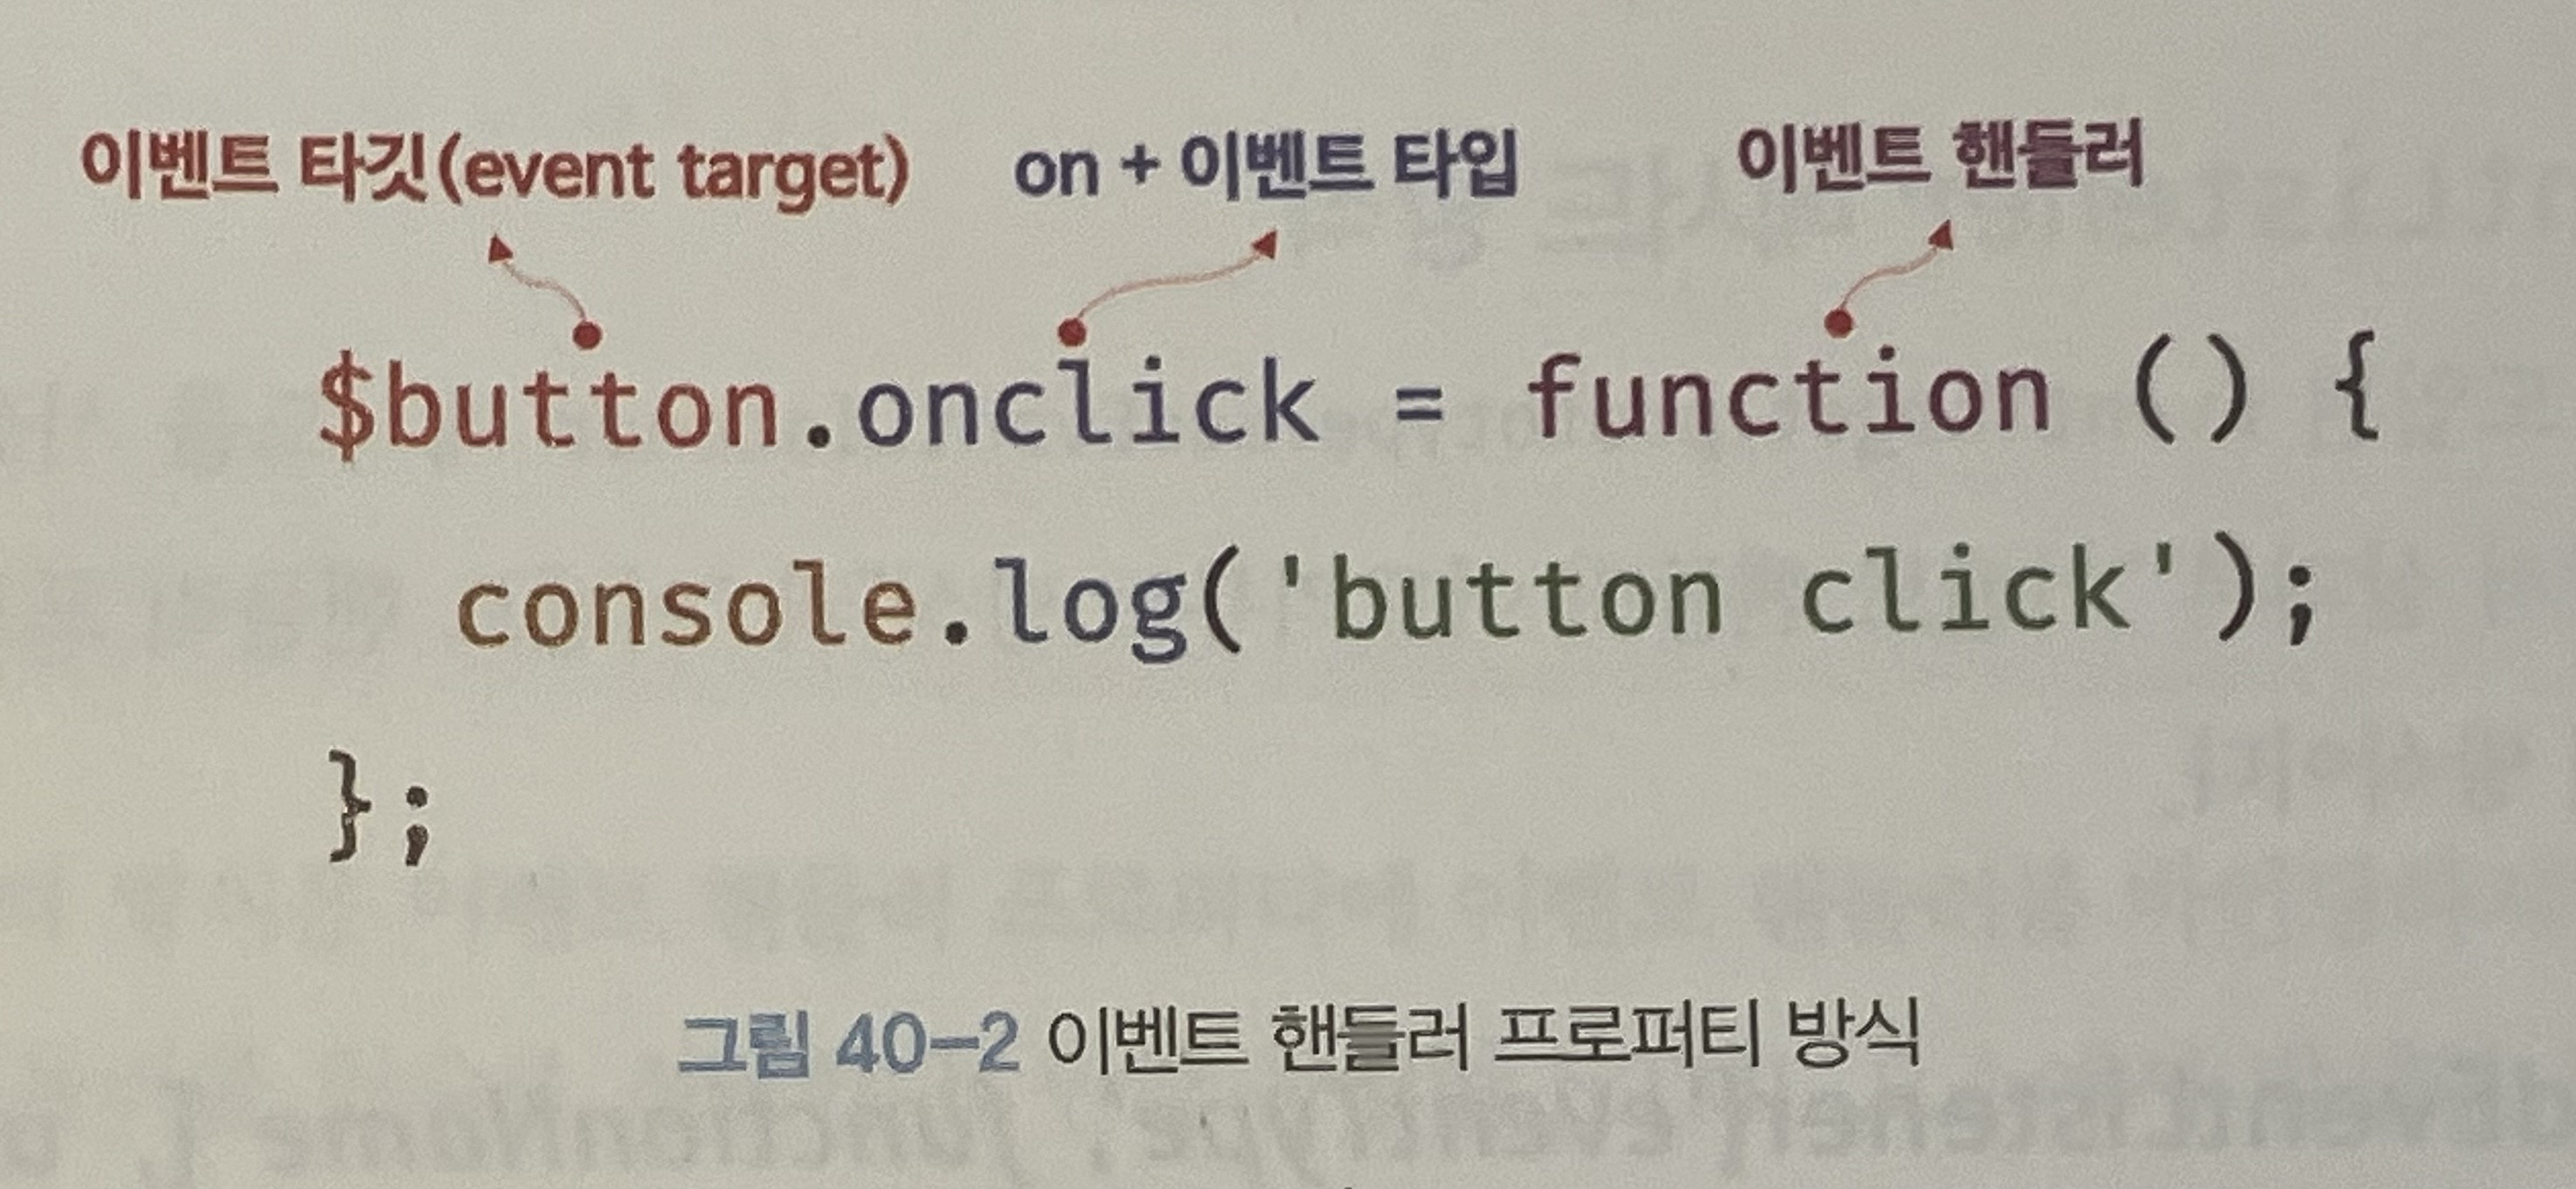 이벤트 타깃(event target) on + 이벤트 타입 이벤트 핸들러
$button.onclick = function () {
console.log('button click');
};
그림 40-2 이벤트 핸들러 프로퍼티 방식